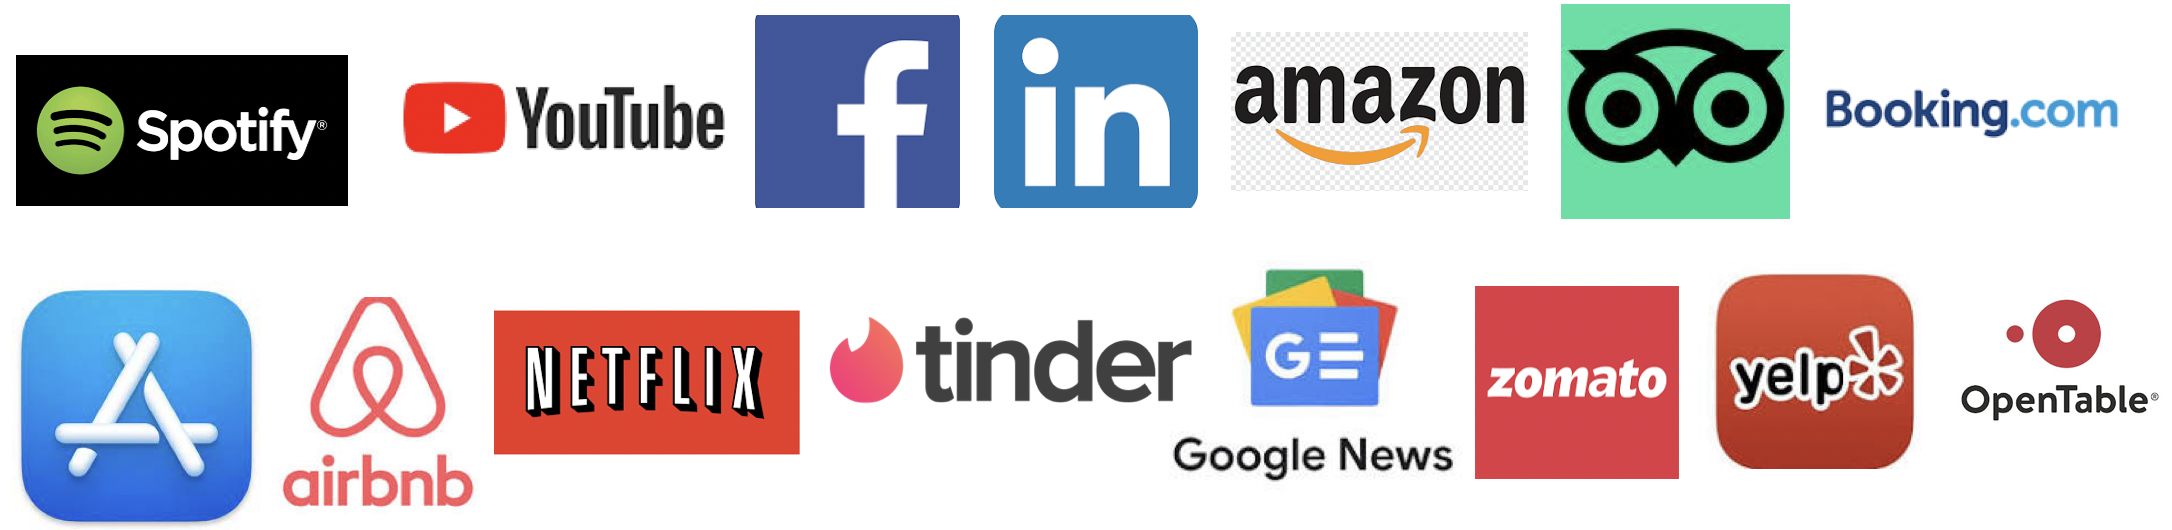 Spotify®
YouTube
f
in
amazon
Booking.com
airbnb
NETFLIX
tinder
G
Google News
zomato
yelp
OpenTable®